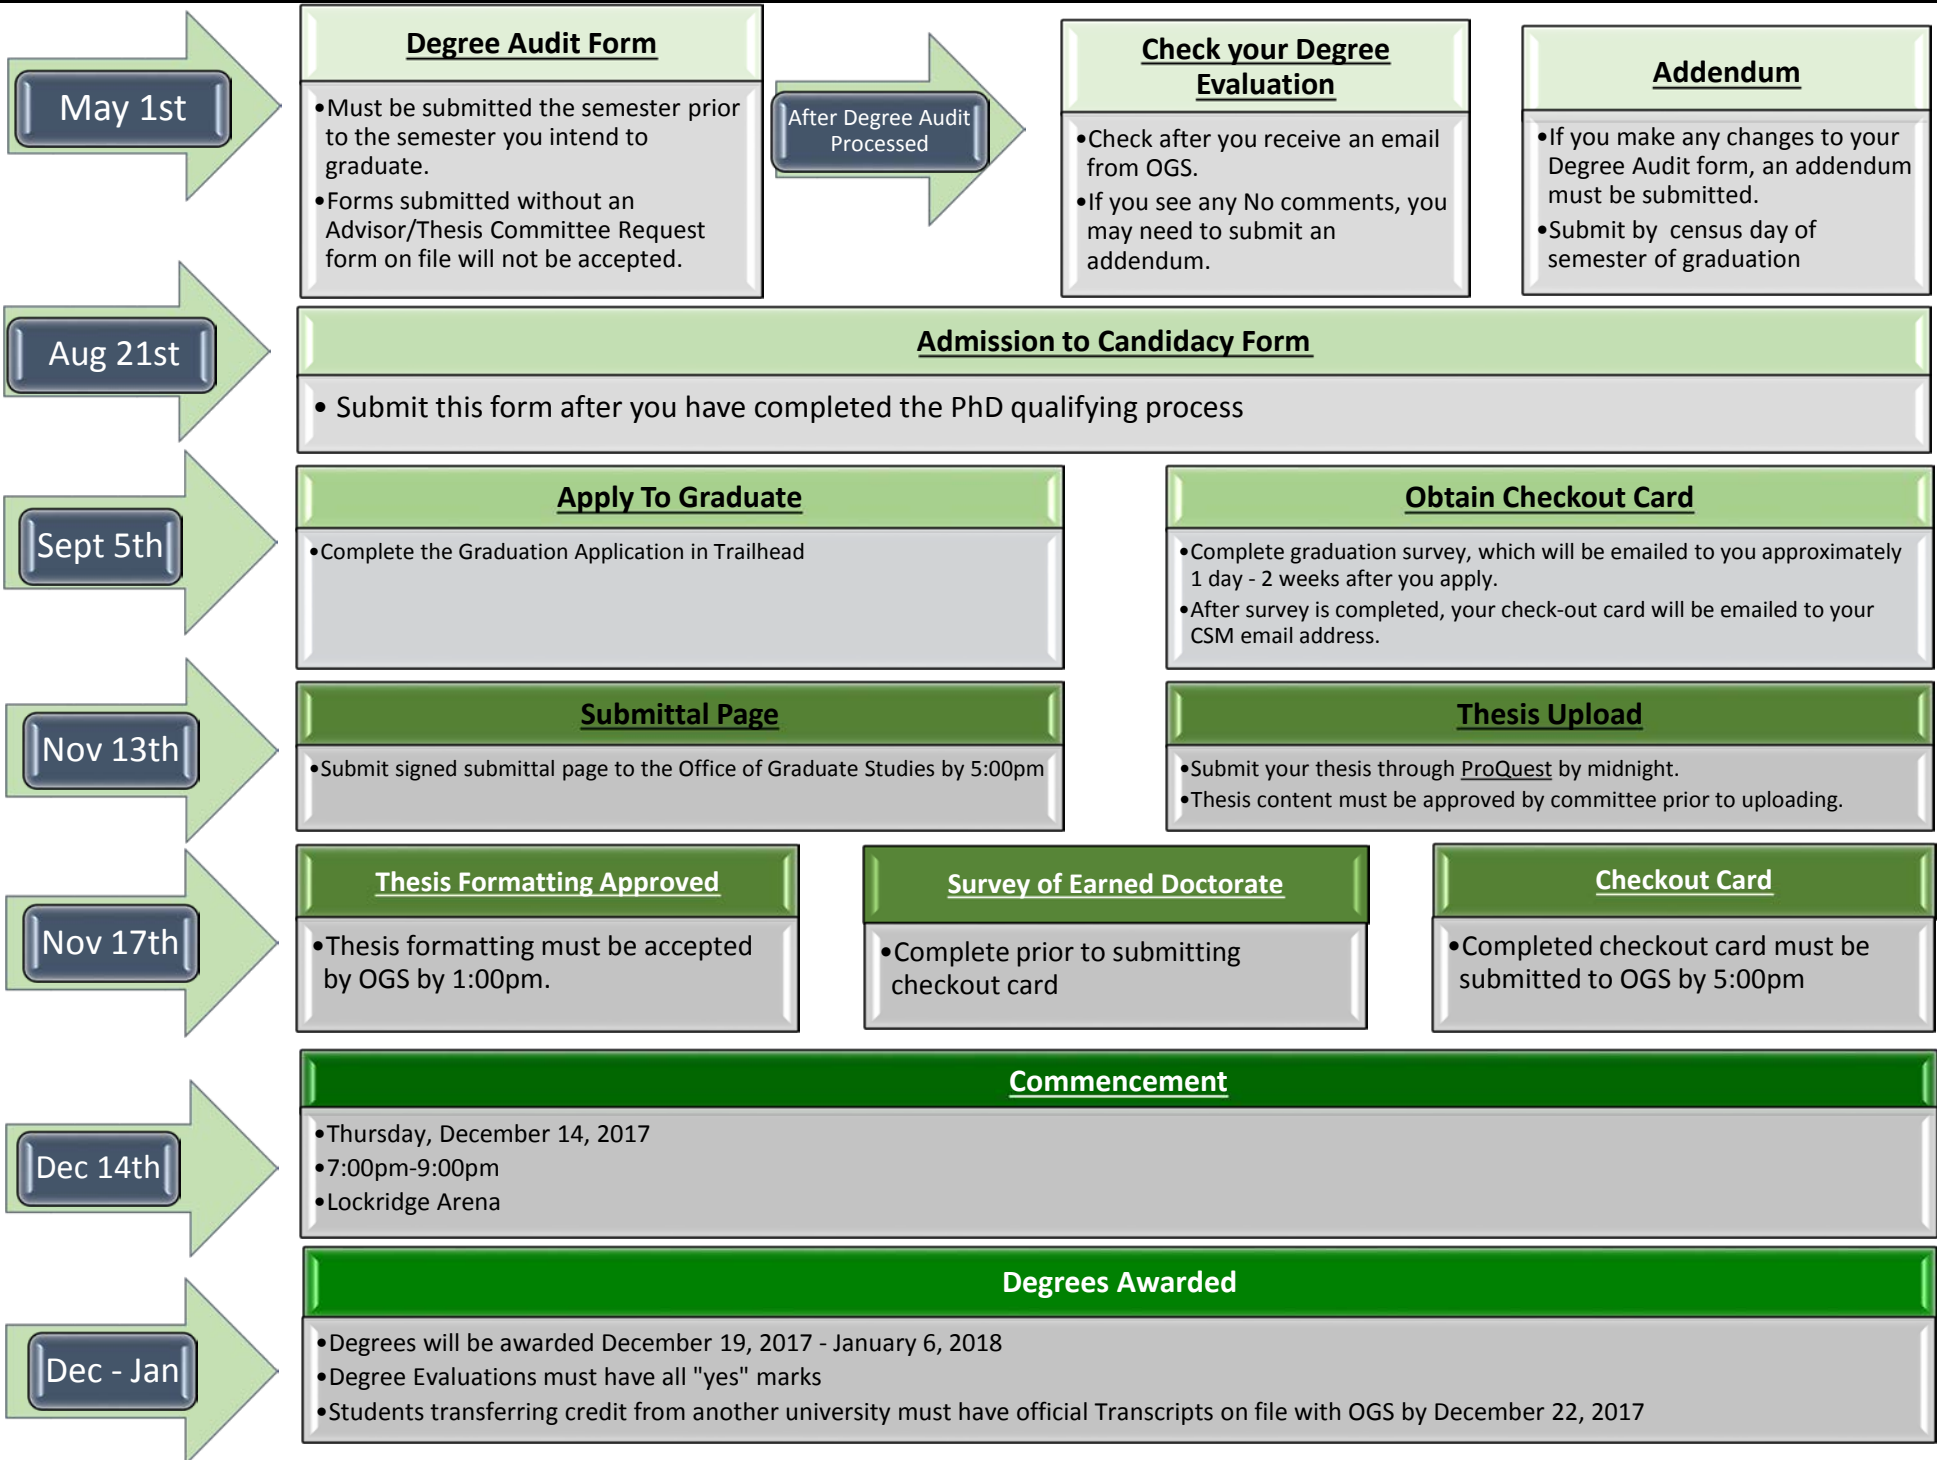 May 1st
Degree Audit Form
•Must be submitted the semester prior
to the semester you intend to
graduate.
•Forms submitted without an
Advisor/Thesis Committee Request
form on file will not be accepted.
After Degree Audit
Processed
Check your Degree
Evaluation
•Check after you receive an email
from OGS.
•If you see any No comments, you
may need to submit an
addendum.
Addendum
•If you make any changes to your
Degree Audit form, an addendum
must be submitted.
•Submit by census day of
semester of graduation
Aug 21st
Admission to Candidacy Form
• Submit this form after you have completed the PhD qualifying process
Sept 5th
Apply To Graduate
•Complete the Graduation Application in Trailhead
Obtain Checkout Card
•Complete graduation survey, which will be emailed to you approximately
1 day - 2 weeks after you apply.
•After survey is completed, your check-out card will be emailed to your
CSM email address.
Nov 13th
Submittal Page
•Submit signed submittal page to the Office of Graduate Studies by 5:00pm
Thesis Upload
•Submit your thesis through ProQuest by midnight.
•Thesis content must be approved by committee prior to uploading.
Nov 17th
Thesis Formatting Approved
•Thesis formatting must be accepted
by OGS by 1:00pm.
Survey of Earned Doctorate
•Complete prior to submitting
checkout card
Checkout Card
•Completed checkout card must be
submitted to OGS by 5:00pm
Dec 14th
Commencement
•Thursday, December 14, 2017
•7:00pm-9:00pm
•Lockridge Arena
Dec - Jan
Degrees Awarded
•Degrees will be awarded December 19, 2017 - January 6, 2018
•Degree Evaluations must have all "yes" marks
•Students transferring credit from another university must have official Transcripts on file with OGS by December 22, 2017